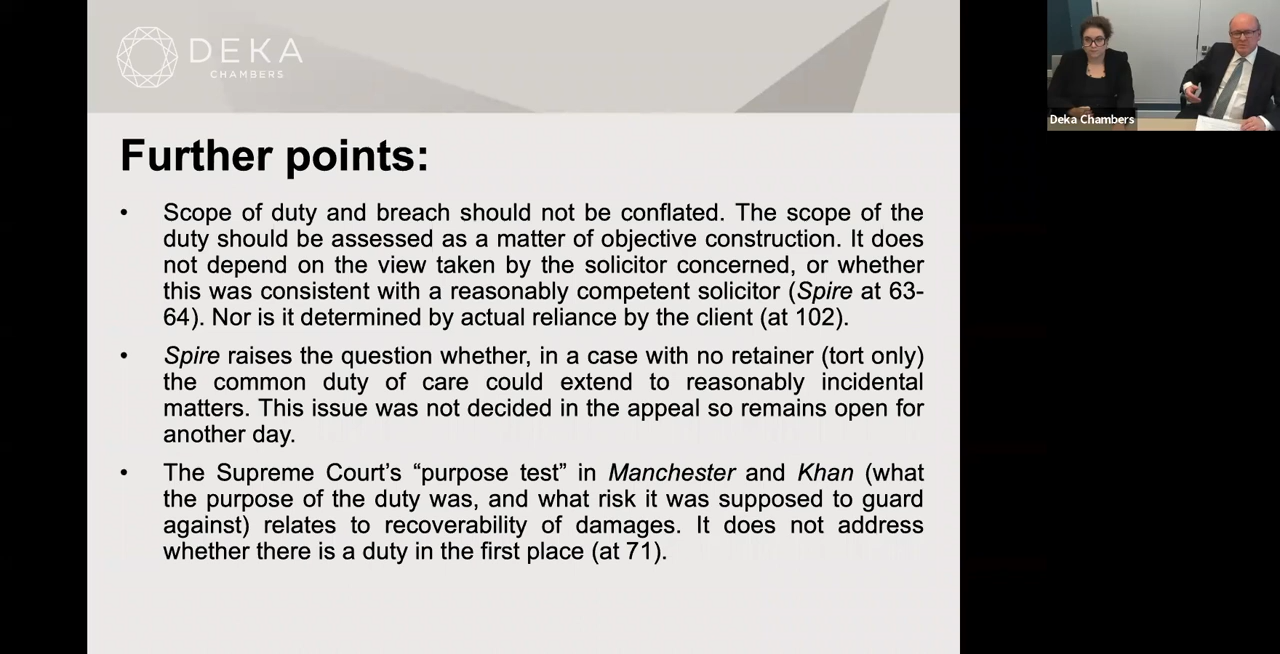 DEKA
CHAMBERS
Deka Chambers
Further points:
• Scope of duty and breach should not be conflated. The scope of the
duty should be assessed as a matter of objective construction. It does
not depend on the view taken by the solicitor concerned, or whether
this was consistent with a reasonably competent solicitor (Spire at 63-
64). Nor is it determined by actual reliance by the client (at 102).
• Spire raises the question whether, in a case with no retainer (tort only)
the common duty of care could extend to reasonably incidental
matters. This issue was not decided in the appeal so remains open for
another day.
• The Supreme Court’s “purpose test” in Manchester and Khan (what
the purpose of the duty was, and what risk it was supposed to guard
against) relates to recoverability of damages. It does not address
whether there is a duty in the first place (at 71).